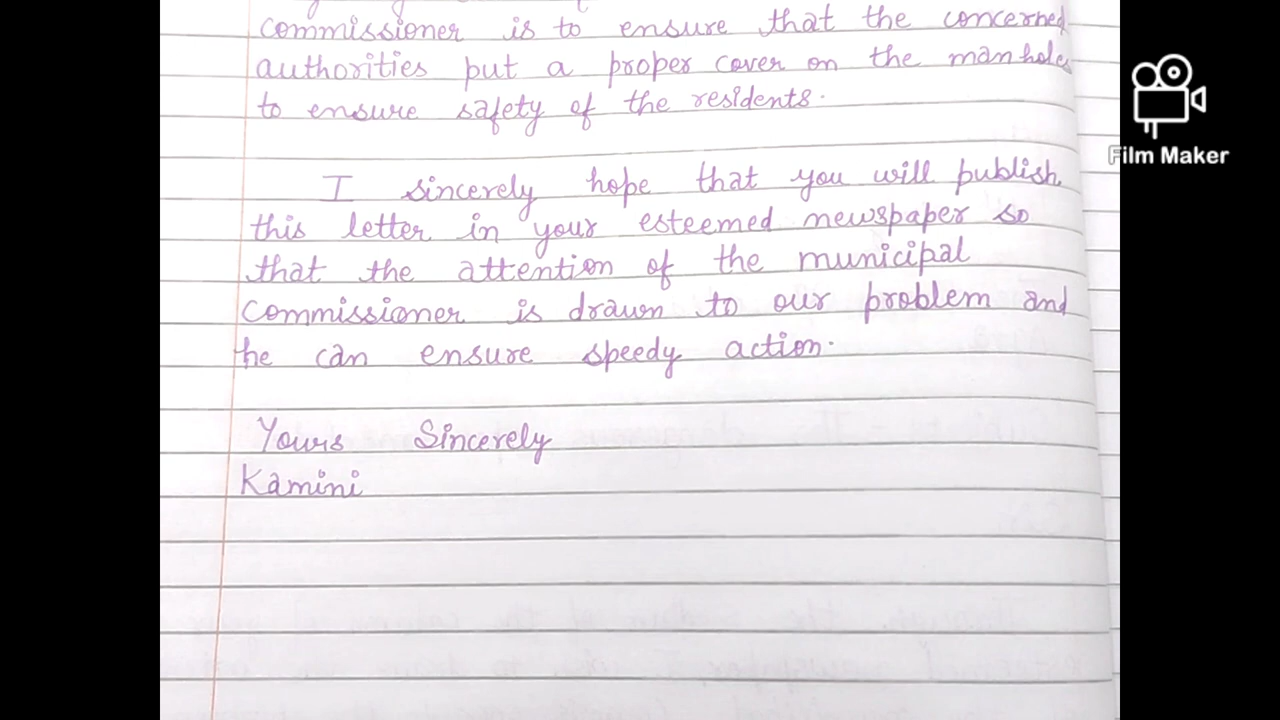 commissioner is to ensure that the concerned
authorities put a proper cover on the manhole
to ensure safety of the residents.
I sincerely hope that you will publish
this letter in your esteemed newspaper so
that the attention of the municipal
commissioner is drawn to our problem and
he can ensure speedy action.
Yours Sincerely
Kamini
Film Maker